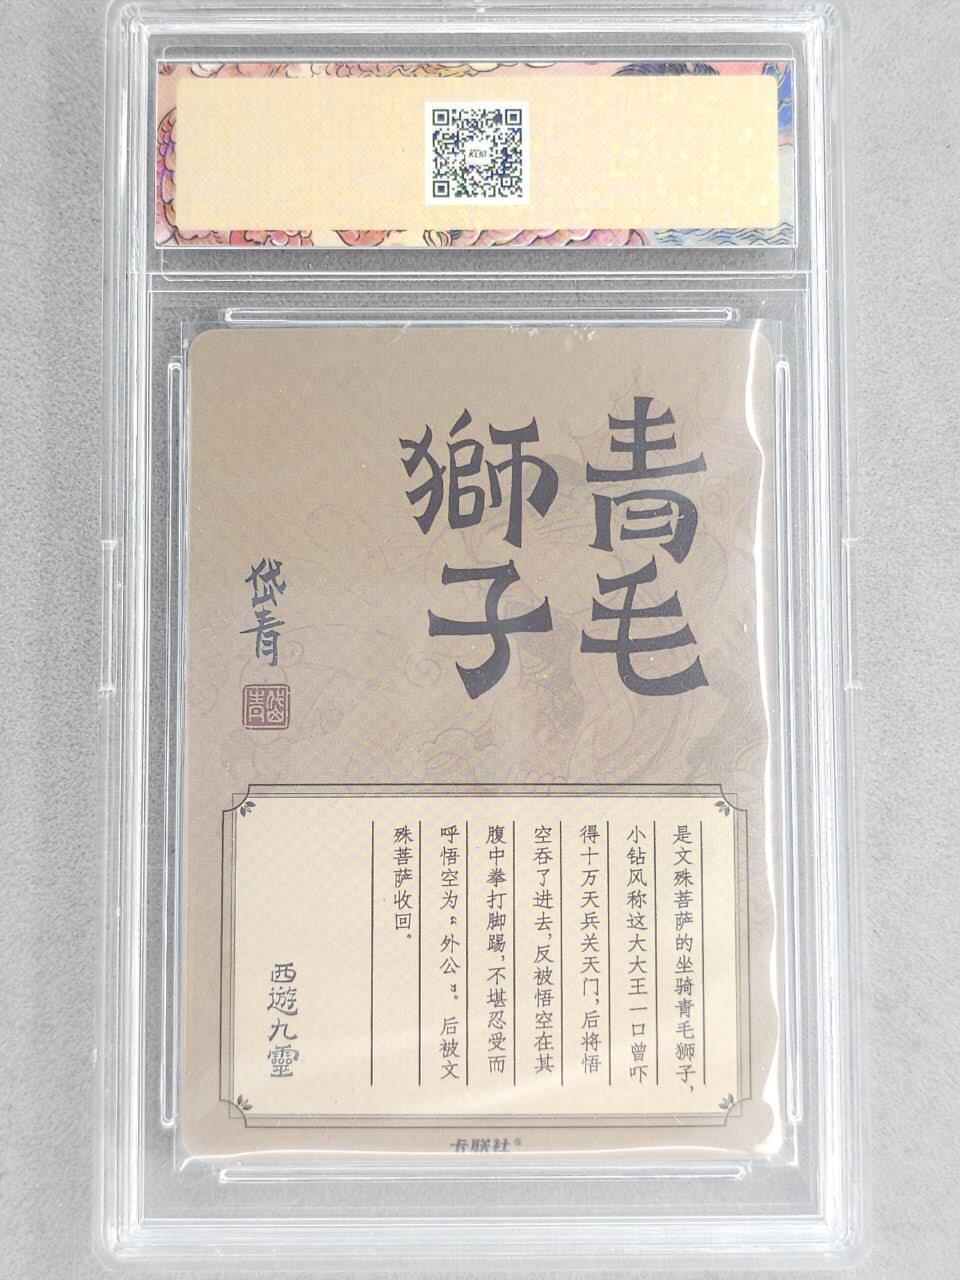 青毛
獅子
岱青
岱青
是文殊菩萨的坐骑青毛狮子，
小钻风称这大大王一口曾吓
得十万天兵关天门，后将悟
空吞了进去，反被悟空在其
腹中拳打脚踢，不堪忍受而
呼悟空为“外公”。后被文
殊菩萨收回。
西遊九靈
卡联社®